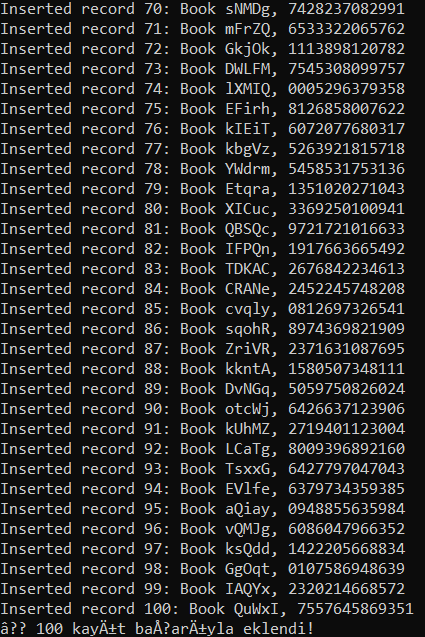 Inserted record 70: Book sNMDg, 7428237082991
Inserted record 71: Book mFrZQ, 6533322065762
Inserted record 72: Book GkjOk, 1113898120782
Inserted record 73: Book DWLFM, 7545308099757
Inserted record 74: Book lXMIQ, 0005296379358
Inserted record 75: Book EFirh, 8126858007622
Inserted record 76: Book kIEiT, 6072077680317
Inserted record 77: Book kbgVz, 5263921815718
Inserted record 78: Book YWdrm, 5458531753136
Inserted record 79: Book Etqra, 1351020271043
Inserted record 80: Book XICuc, 3369250100941
Inserted record 81: Book QBSQc, 9721721016633
Inserted record 82: Book IFPQn, 1917663665492
Inserted record 83: Book TDKAC, 2676842234613
Inserted record 84: Book CRANe, 2452245748208
Inserted record 85: Book cvqly, 0812697326541
Inserted record 86: Book sqohR, 8974369821909
Inserted record 87: Book ZriVR, 2371631087695
Inserted record 88: Book kkntA, 1580507348111
Inserted record 89: Book DvNGq, 5059750826024
Inserted record 90: Book otcWj, 6426637123906
Inserted record 91: Book kUhMZ, 2719401123004
Inserted record 92: Book LCaTg, 8009396892160
Inserted record 93: Book TsxxG, 6427797047043
Inserted record 94: Book EVlfe, 6379734359385
Inserted record 95: Book aQiay, 0948855635984
Inserted record 96: Book vQMJg, 6086047966352
Inserted record 97: Book ksQdd, 1422205668834
Inserted record 98: Book GgOqt, 0107586948639
Inserted record 99: Book IAQYx, 2320214668572
Inserted record 100: Book QuWxI, 7557645869351
â?? 100 kayÄ±t baÅ?arÄ±yla eklendi!